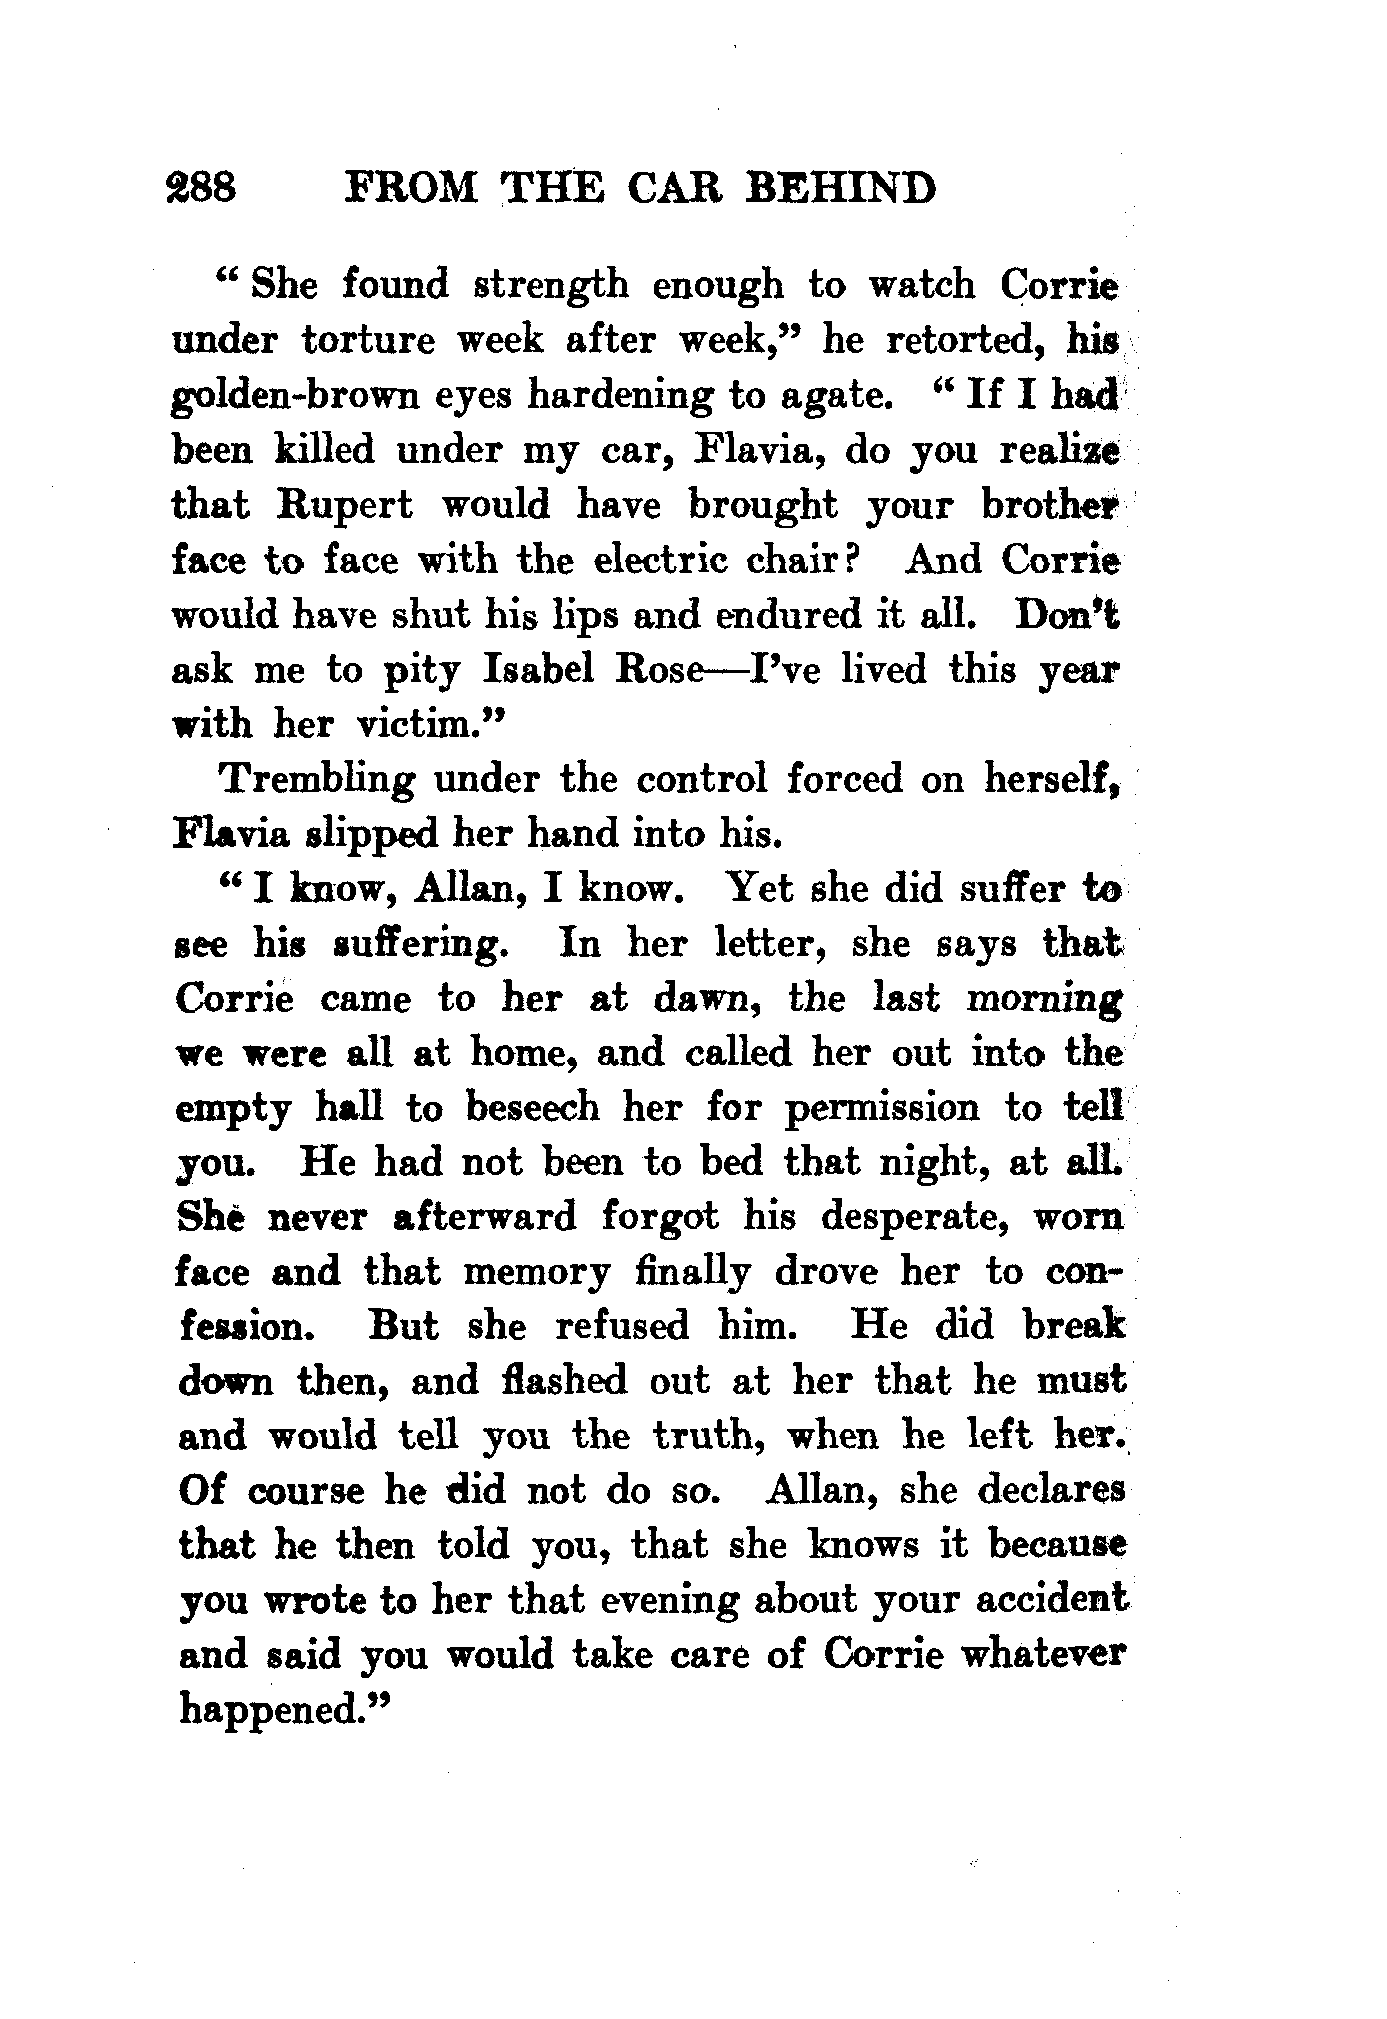 288 FROM THE CAR BEHIND
“ She found strength enough to watch Corrie
under torture week after week,” he retorted, his
golden-brown eyes hardening to agate. “ If I had
been killed under my car, Flavia, do you realize
that Rupert would have brought your brother
face to face with the electric chair? And Corrie
would have shut his lips and endured it all. Don’t
ask me to pity Isabel Rose—I’ve lived this year
with her victim.”
Trembling under the control forced on herself,
Flavia slipped her hand into his.
“ I know, Allan, I know. Yet she did suffer to
see his suffering. In her letter, she says that
Corrie came to her at dawn, the last morning
we were all at home, and called her out into the
empty hall to beseech her for permission to tell
you. He had not been to bed that night, at all.
She never afterward forgot his desperate, worn
face and that memory finally drove her to con-
fession. But she refused him. He did break
down then, and flashed out at her that he must
and would tell you the truth, when he left her.
Of course he did not do so. Allan, she declares
that he then told you, that she knows it because
you wrote to her that evening about your accident
and said you would take care of Corrie whatever
happened.”